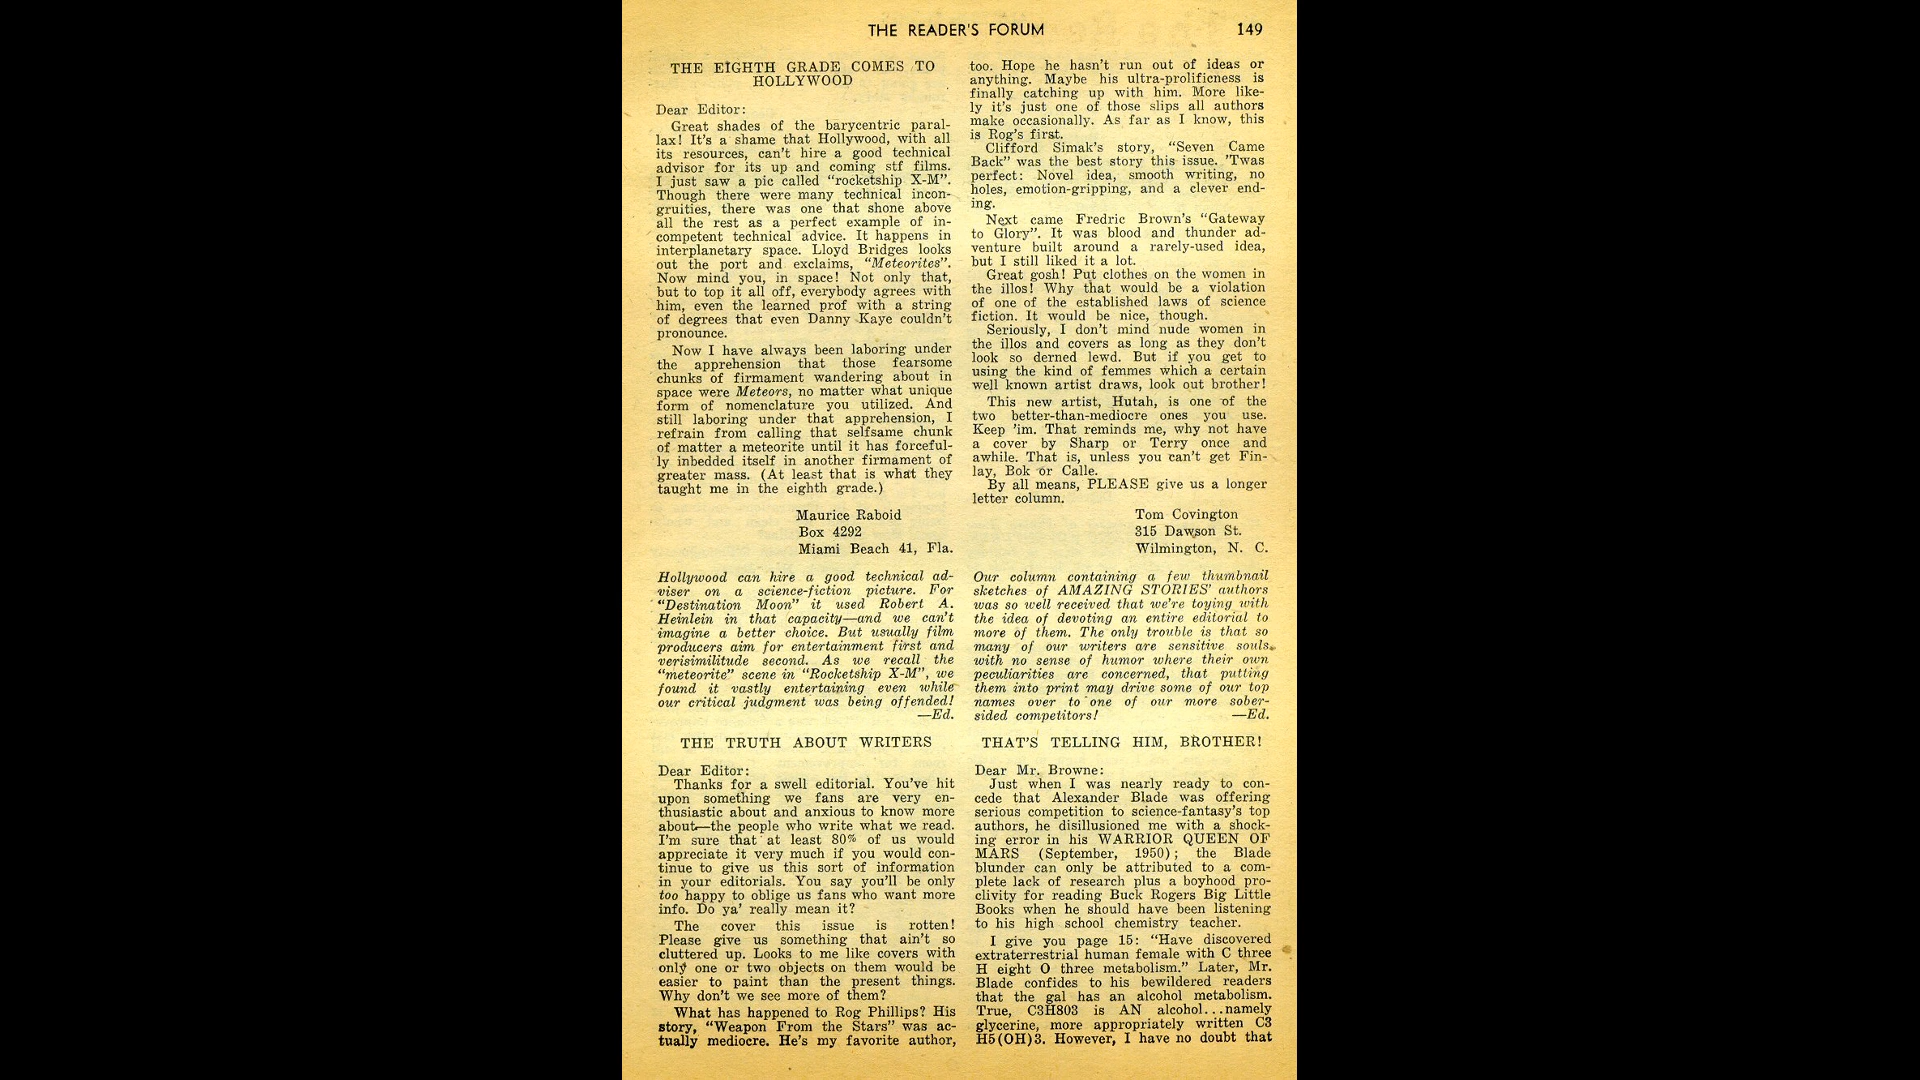 THE READER'S FORUM
149
THE EIGHTH GRADE COMES TO
HOLLYWOOD
Dear Editor:
Great shades of the barycentric paral-
lax! It's a shame that Hollywood, with all
its resources, can't hire a good technical
advisor for its up and coming stf films.
I just saw a pic called "rocketship X-M".
Though there were many technical incon-
gruities, there was one that shone above
all the rest as a perfect example of in-
competent technical advice. It happens in
interplanetary space. Lloyd Bridges looks
out the port and exclaims, "Meteorites".
Now mind you, in space! Not only that,
but to top it all off, everybody agrees with
him, even the learned prof with a string
of degrees that even Danny Kaye couldn't
pronounce.
Now I have always been laboring under
the apprehension that those fearsome
chunks of firmament wandering about in
space were Meteors, no matter what unique
form of nomenclature you utilized. And
still laboring under that apprehension, I
refrain from calling that selfsame chunk
of matter a meteorite until it has forceful-
ly inbedded itself in another firmament of
greater mass. (At least that is what they
taught me in the eighth grade.)
Maurice Raboid
Box 4292
Miami Beach 41, Fla.
Hollywood can hire a good technical ad-
viser on a science-fiction picture. For
"Destination Moon" it used Robert A.
Heinlein in that capacity—and we can't
imagine a better choice. But usually film
producers aim for entertainment first and
verisimilitude second. As we recall the
"meteorite" scene in "Rocketship X-M", we
found it vastly entertaining even while
our critical judgment was being offended!
—Ed.
THE TRUTH ABOUT WRITERS
Dear Editor:
Thanks for a swell editorial. You've hit
upon something we fans are very en-
thusiastic about and anxious to know more
about—the people who write what we read.
I'm sure that at least 80% of us would
appreciate it very much if you would con-
tinue to give us this sort of information
in your editorials. You say you'll be only
too happy to oblige us fans who want more
info. Do ya' really mean it?
The cover this issue is rotten!
Please give us something that ain't so
cluttered up. Looks to me like covers with
only one or two objects on them would be
easier to paint than the present things.
Why don't we see more of them?
What has happened to Rog Phillips? His
story, "Weapon From the Stars" was ac-
tually mediocre. He's my favorite author,
too. Hope he hasn't run out of ideas or
anything. Maybe his ultra-prolificness is
finally catching up with him. More like-
ly it's just one of those slips all authors
make occasionally. As far as I know, this
is Rog's first.
Clifford Simak's story, "Seven Came
Back" was the best story this issue. 'Twas
perfect: Novel idea, smooth writing, no
holes, emotion-gripping, and a clever end-
ing.
Next came Fredric Brown's "Gateway
to Glory". It was blood and thunder ad-
venture built around a rarely-used idea,
but I still liked it a lot.
Great gosh! Put clothes on the women in
the illos! Why that would be a violation
of one of the established laws of science
fiction. It would be nice, though.
Seriously, I don't mind nude women in
the illos and covers as long as they don't
look so derned lewd. But if you get to
using the kind of femmes which a certain
well known artist draws, look out brother!
This new artist, Hutah, is one of the
two better-than-mediocre ones you use.
Keep 'im. That reminds me, why not have
a cover by Sharp or Terry once and
awhile. That is, unless you can't get Fin-
lay, Bok or Calle.
By all means, PLEASE give us a longer
letter column.
Tom Covington
315 Dawson St.
Wilmington, N. C.
Our column containing a few thumbnail
sketches of AMAZING STORIES' authors
was so well received that we're toying with
the idea of devoting an entire editorial to
more of them. The only trouble is that so
many of our writers are sensitive souls
with no sense of humor where their own
peculiarities are concerned, that putting
them into print may drive some of our top
names over to one of our more sober-
sided competitors! —Ed.
THAT'S TELLING HIM, BROTHER!
Dear Mr. Browne:
Just when I was nearly ready to con-
cede that Alexander Blade was offering
serious competition to science-fantasy's top
authors, he disillusioned me with a shock-
ing error in his WARRIOR QUEEN OF
MARS (September, 1950); the Blade
blunder can only be attributed to a com-
plete lack of research plus a boyhood pro-
clivity for reading Buck Rogers Big Little
Books when he should have been listening
to his high school chemistry teacher.
I give you page 15: "Have discovered
extraterrestrial human female with C three
H eight O three metabolism." Later, Mr.
Blade confides to his bewildered readers
that the gal has an alcohol metabolism.
True, C3H8O3 is AN alcohol...namely
glycerine, more appropriately written C3
H5(OH)3. However, I have no doubt that